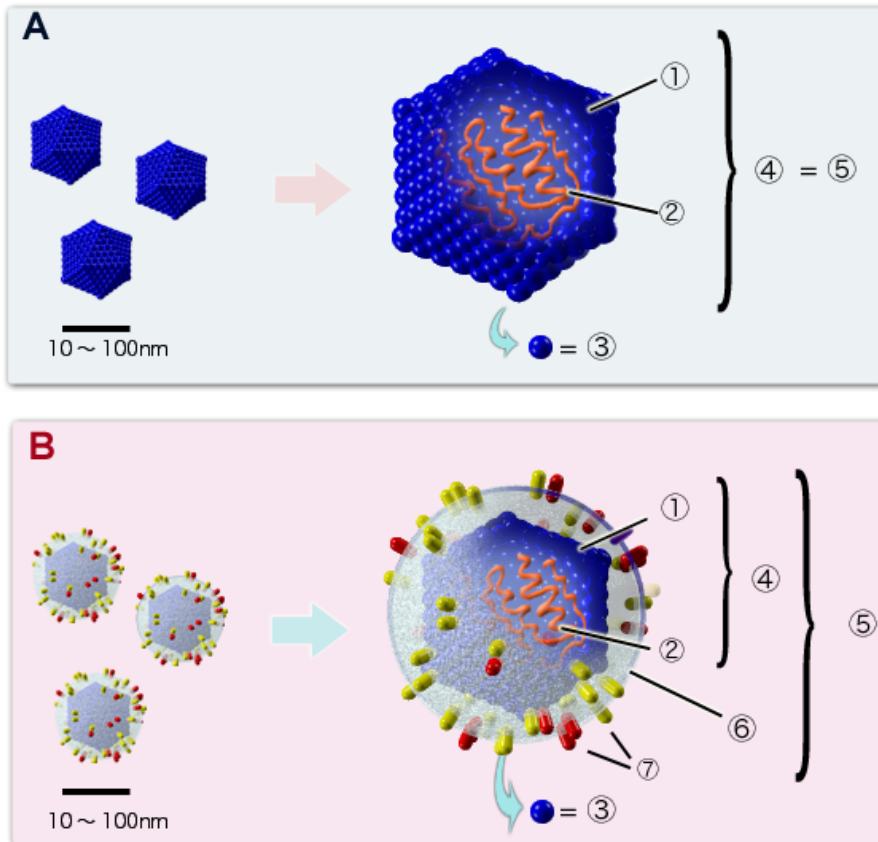 A
①
②
④ = ⑤
= ③
10～100nm
B
①
④
②
⑤
⑥
⑦
= ③
10～100nm